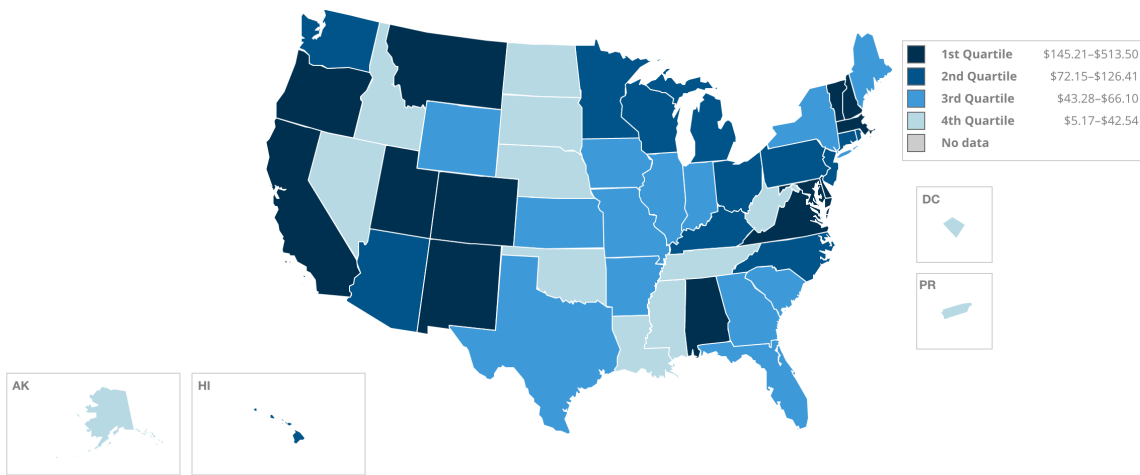 1st Quartile $145.21–$513.50
2nd Quartile $72.15–$126.41
3rd Quartile $43.28–$66.10
4th Quartile $5.17–$42.54
No data
DC
PR
AK
HI